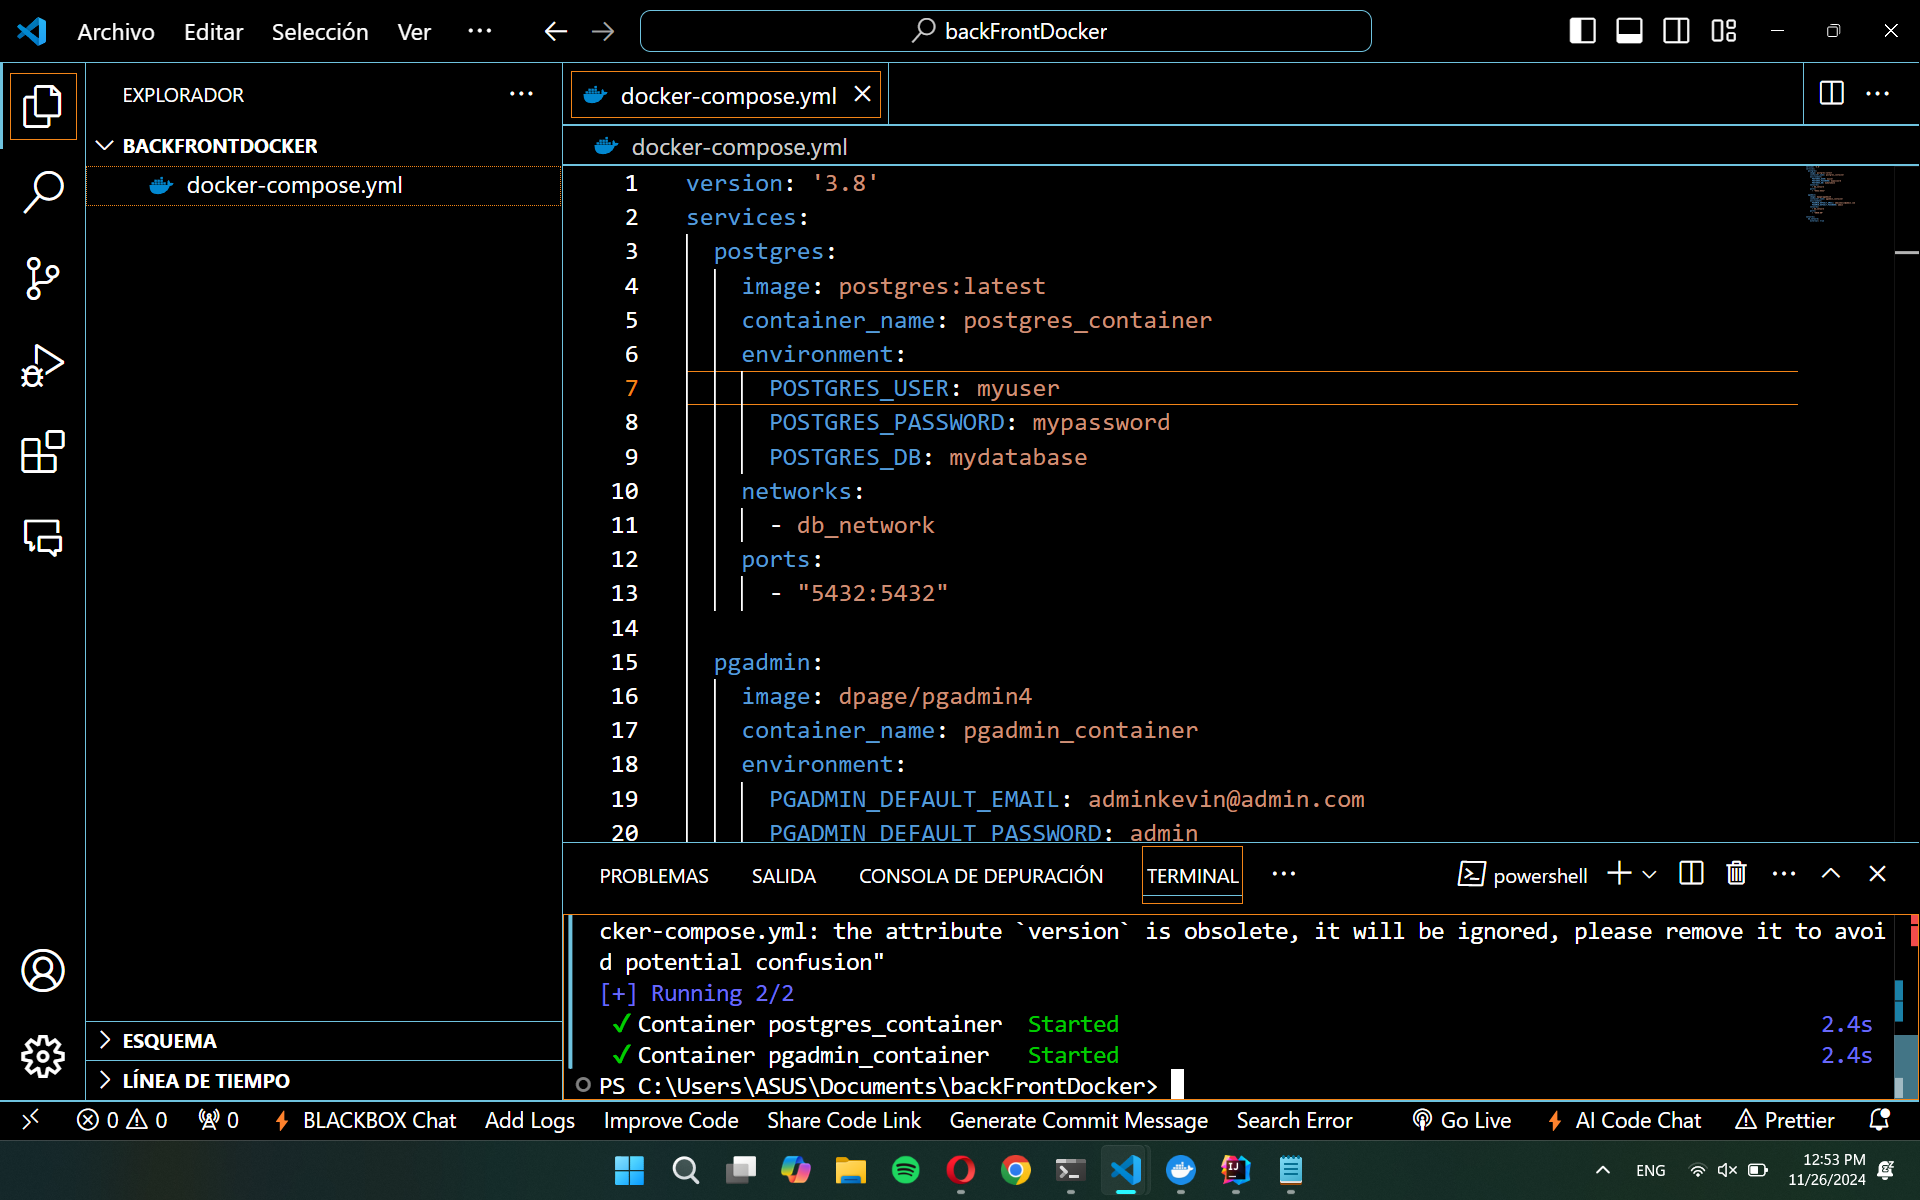 Archivo Editar Selección Ver ··· backFrontDocker
EXPLORADOR
BACKFRONTDOCKER
docker-compose.yml
docker-compose.yml
docker-compose.yml
1 version: '3.8'
2 services:
3 postgres:
4 image: postgres:latest
5 container_name: postgres_container
6 environment:
7 POSTGRES_USER: myuser
8 POSTGRES_PASSWORD: mypassword
9 POSTGRES_DB: mydatabase
10 networks:
11 - db_network
12 ports:
13 - "5432:5432"
14
15 pgadmin:
16 image: dpage/pgadmin4
17 container_name: pgadmin_container
18 environment:
19 PGADMIN_DEFAULT_EMAIL: adminkevin@admin.com
20 PGADMIN_DEFAULT_PASSWORD: admin
PROBLEMAS SALIDA CONSOLA DE DEPURACIÓN TERMINAL ··· powershell
cker-compose.yml: the attribute `version` is obsolete, it will be ignored, please remove it to avoi
d potential confusion"
[+] Running 2/2
✓ Container postgres_container Started 2.4s
✓ Container pgadmin_container Started 2.4s
PS C:\Users\ASUS\Documents\backFrontDocker>
ESQUEMA
LÍNEA DE TIEMPO
0 0 0 BLACKBOX Chat Add Logs Improve Code Share Code Link Generate Commit Message Search Error Go Live AI Code Chat Prettier
ENG
12:53 PM
11/26/2024